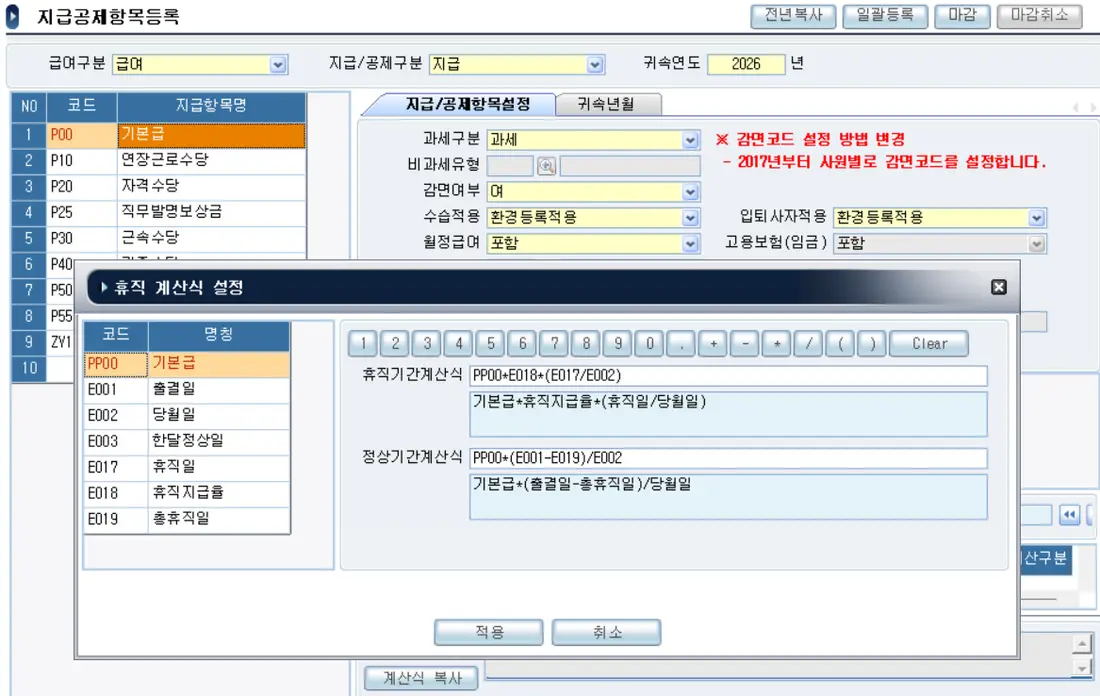 지급공제항목등록
전년복사 일괄등록 마감 마감취소
급여구분 급여 지급/공제구분 지급 귀속연도 2026 년
NO 코드 지급항목명
1 P00 기본급
2 P10 연장근로수당
3 P20 자격수당
4 P25 직무발명보상금
5 P30 근속수당
6 P40
7 P50
8 P55
9 ZY1
10
지급/공제항목설정 귀속년월
과세구분 과세
※ 감면코드 설정 방법 변경
비과세유형
- 2017년부터 사원별로 감면코드를 설정합니다.
감면여부 여
수습적용 환경등록적용 입퇴사자적용 환경등록적용
월정급여 포함 고용보험(임금) 포함
휴직 계산식 설정
코드 명칭
PP00 기본급
E001 출결일
E002 당월일
E003 한달정상일
E017 휴직일
E018 휴직지급율
E019 총휴직일
1 2 3 4 5 6 7 8 9 0 . + - * / ( ) Clear
휴직기간계산식 PP00*E018*(E017/E002)
기본급*휴직지급율*(휴직일/당월일)
정상기간계산식 PP00*(E001-E019)/E002
기본급*(출결일-총휴직일)/당월일
산구분
적용 취소
계산식 복사